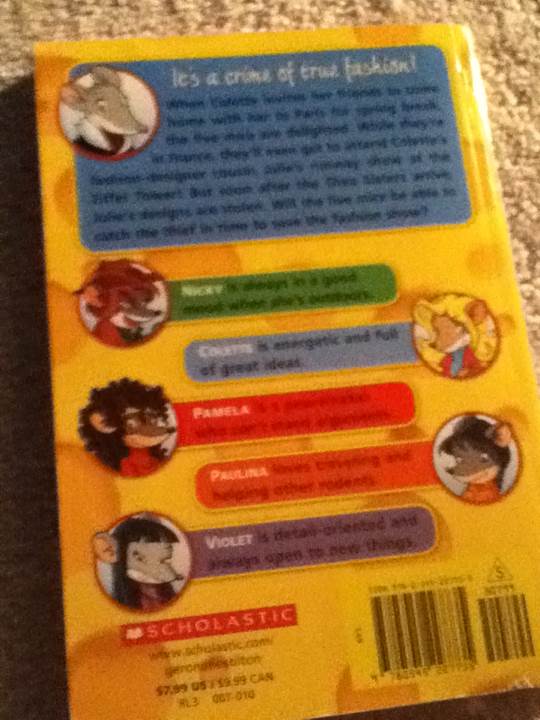 It's a crime of true fashion!
When Colette invites her friends to come
home with her to Paris for spring break,
the five mice are delighted. While they're
in France, they'll even get to attend Colette's
fashion-designer cousin Julie's runway show at the
Eiffel Tower! But soon after the Thea Sisters arrive,
Julie's designs are stolen. Will the five mice be able to
catch the thief in time to save the fashion show?
NICKY is always in a good
mood when she's outdoors.
COLETTE is energetic and full
of great ideas.
PAMELA is a
PAULINA loves traveling and
helping other rodents.
VIOLET is detail-oriented and
always open to new things.
SCHOLASTIC
www.scholastic.com/
geronimostilton
$7.99 US / $9.99 CAN
RL3 007-010
S